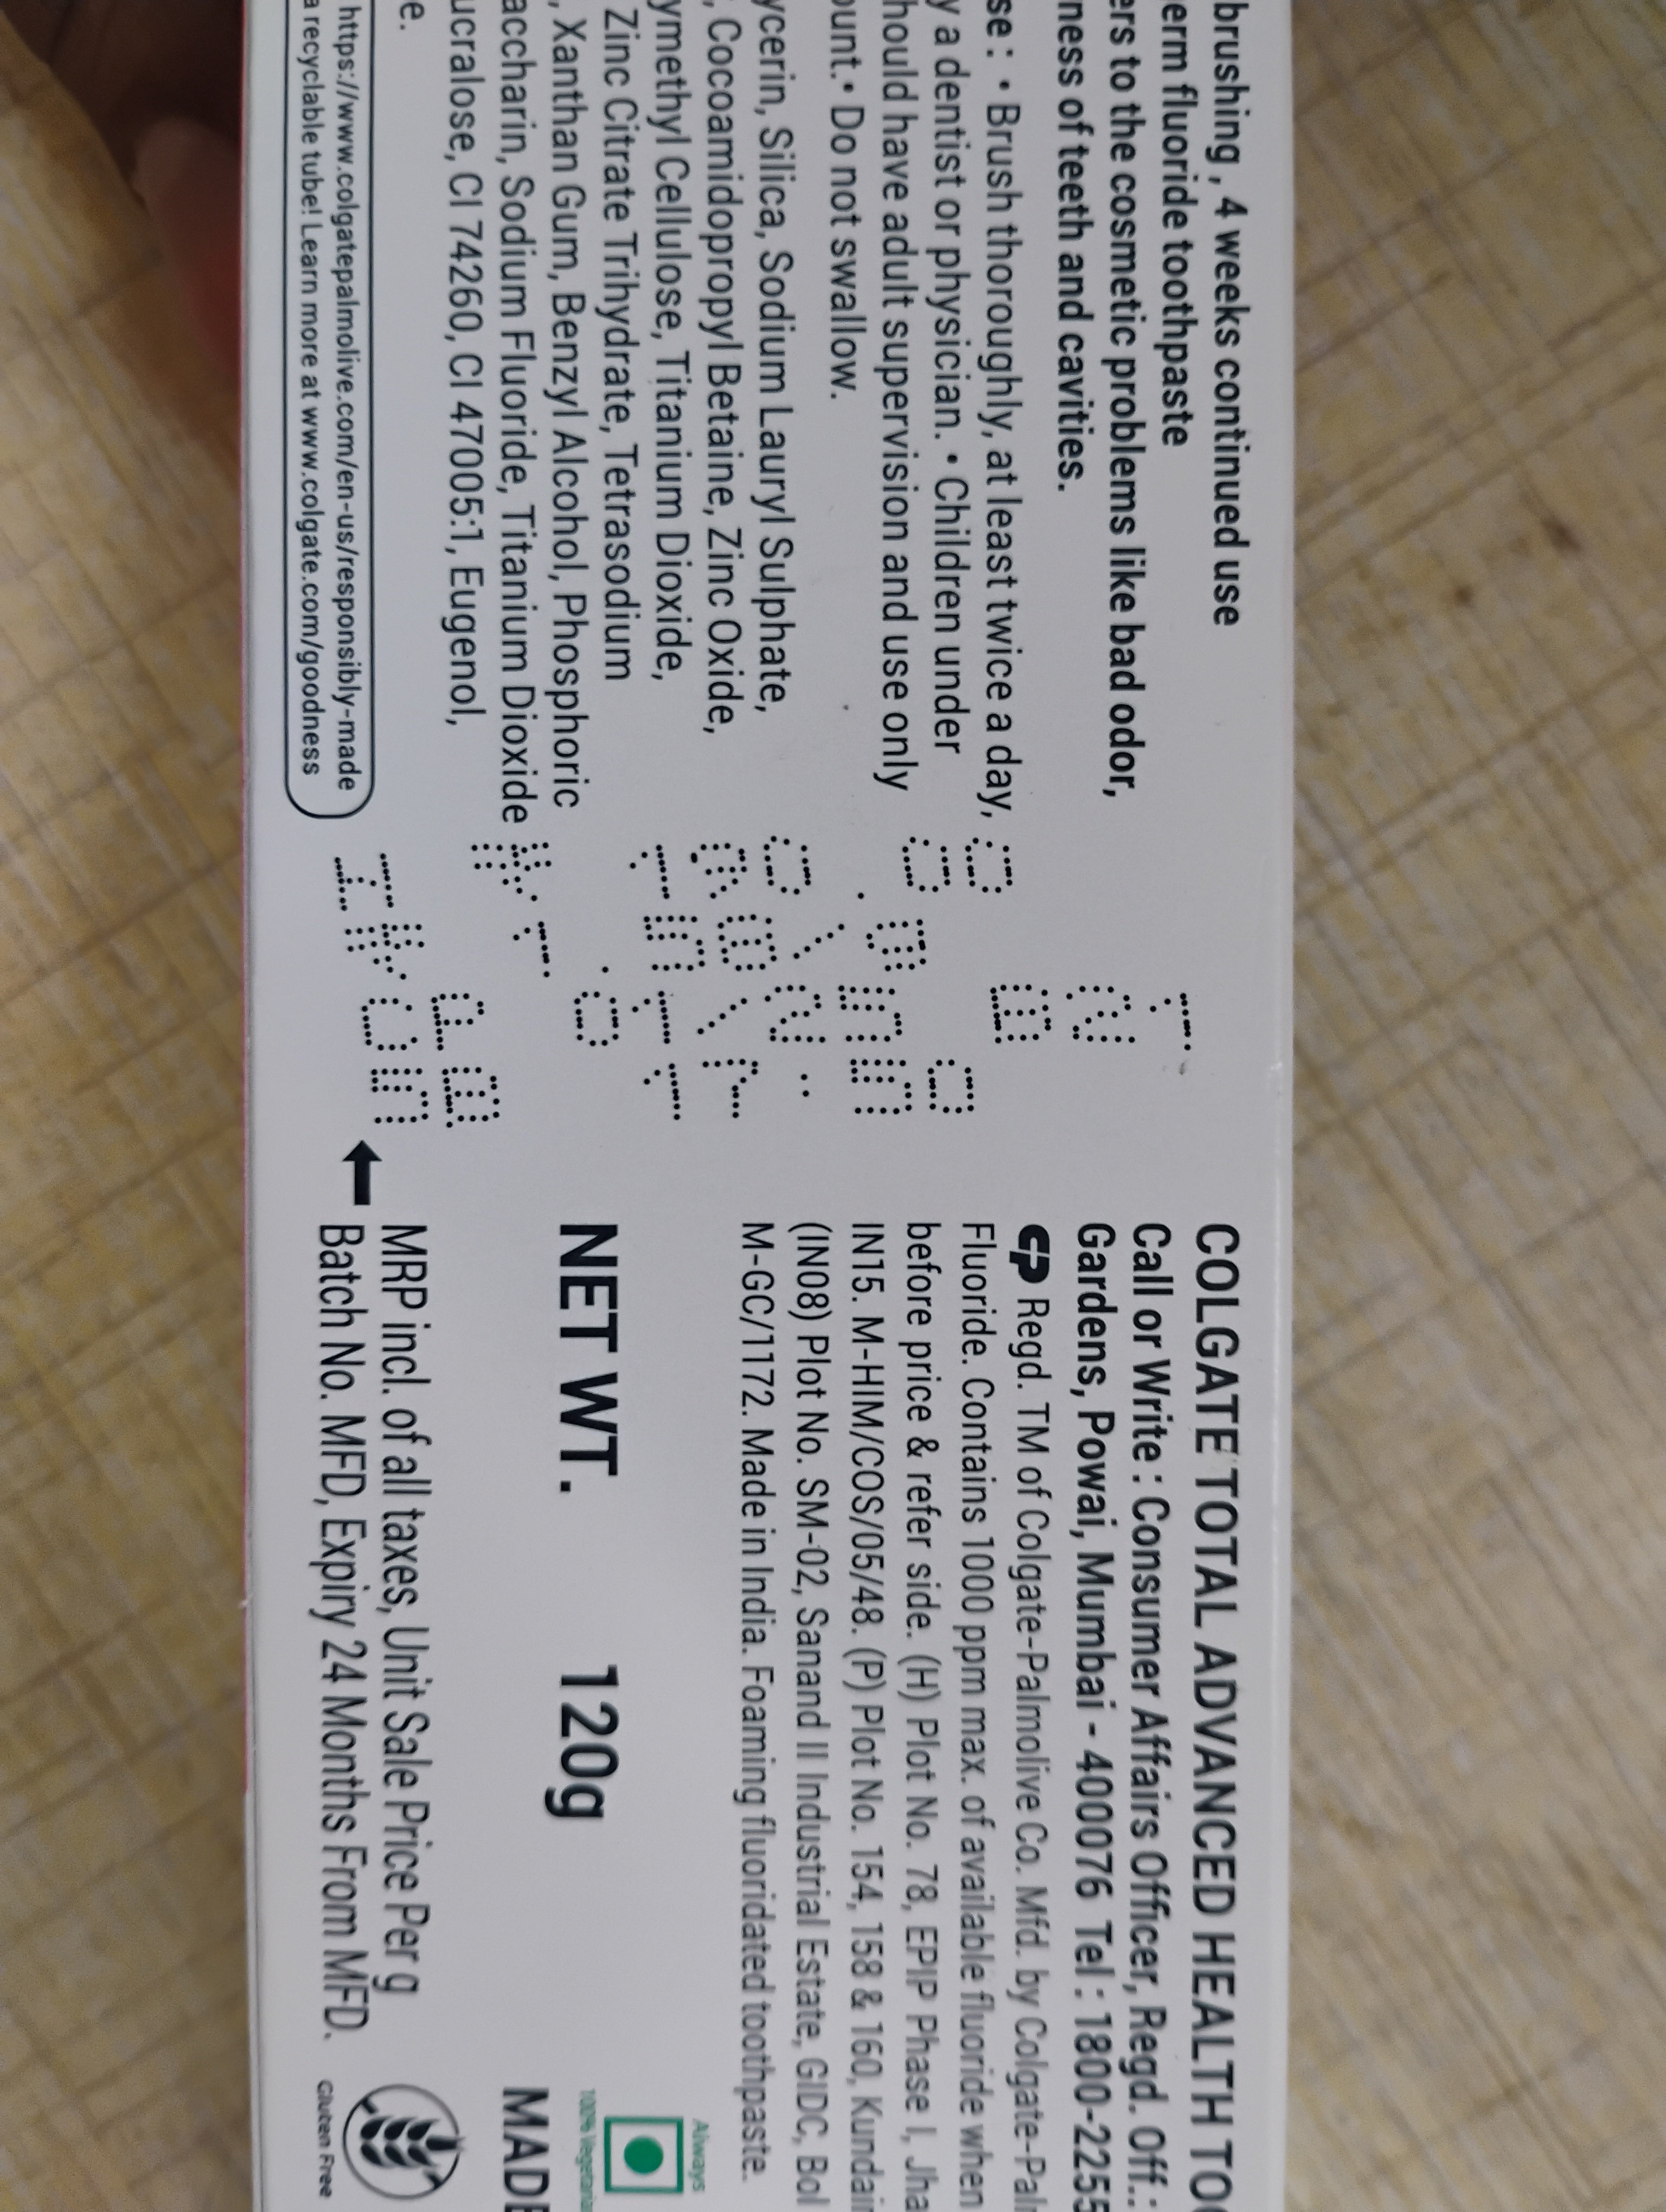 brushing , 4 weeks continued use
erm fluoride toothpaste
ers to the cosmetic problems like bad odor,
ness of teeth and cavities.
se : • Brush thoroughly, at least twice a day,
y a dentist or physician. • Children under
hould have adult supervision and use only
ount. • Do not swallow.
ycerin, Silica, Sodium Lauryl Sulphate,
, Cocoamidopropyl Betaine, Zinc Oxide,
ymethyl Cellulose, Titanium Dioxide,
Zinc Citrate Trihydrate, Tetrasodium
, Xanthan Gum, Benzyl Alcohol, Phosphoric
accharin, Sodium Fluoride, Titanium Dioxide
ucralose, CI 74260, CI 47005:1, Eugenol,
e.
https://www.colgatepalmolive.com/en-us/responsibly-made
a recyclable tube! Learn more at www.colgate.com/goodness
COLGATE TOTAL ADVANCED HEALTH TO
Call or Write : Consumer Affairs Officer, Regd. Off.:
Gardens, Powai, Mumbai - 400076 Tel : 1800-2255
CP Regd. TM of Colgate-Palmolive Co. Mfd. by Colgate-Pal
Fluoride. Contains 1000 ppm max. of available fluoride when
before price & refer side. (H) Plot No. 78, EPIP Phase I, Jha
IN15. M-HIM/COS/05/48. (P) Plot No. 154, 158 & 160, Kundai
(IN08) Plot No. SM-02, Sanand II Industrial Estate, GIDC, Bol
M-GC/1172. Made in India. Foaming fluoridated toothpaste.
Always
100% Vegetaria
NET WT. 120g
MADE
MRP incl. of all taxes, Unit Sale Price Per g
Batch No. MFD, Expiry 24 Months From MFD.
Gluten Free